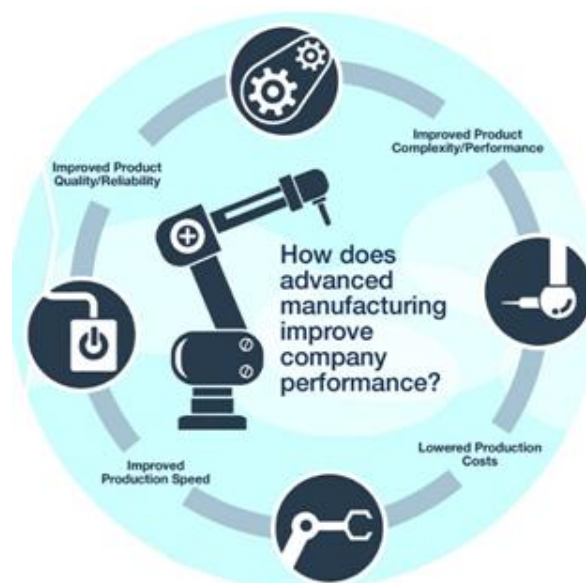 Improved Product
Complexity/Performance
Improved Product
Quality/Reliability
How does
advanced
manufacturing
improve
company
performance?
Lowered Production
Costs
Improved
Production Speed